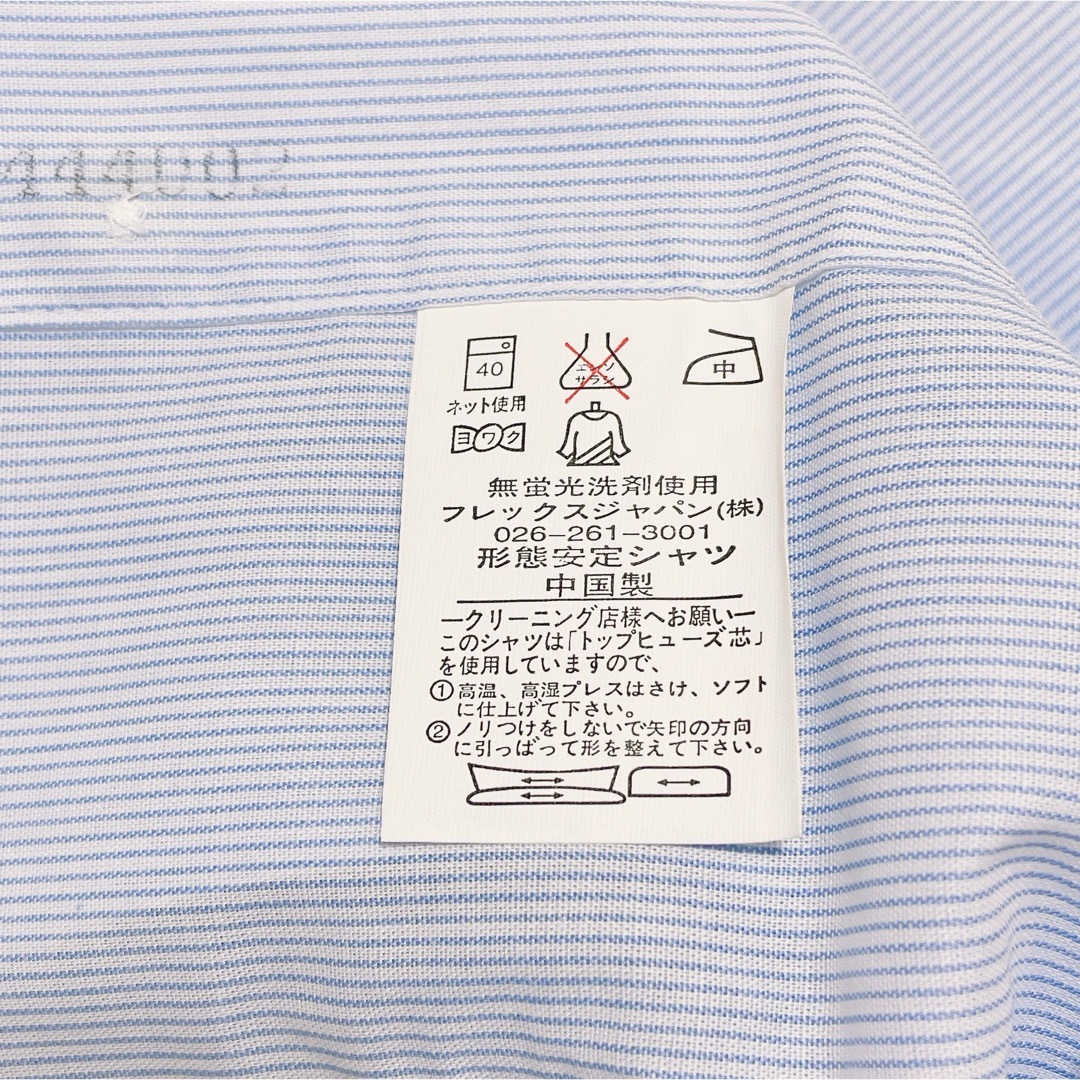 444002
40
エンソ
サラシ
中
ネット使用
ヨワク
無蛍光洗剤使用
フレックスジャパン(株)
026-261-3001
形態安定シャツ
中国製
ークリーニング店様へお願いー
このシャツは「トップヒューズ芯」
を使用していますので、
①高温、高湿プレスはさけ、ソフト
に仕上げて下さい。
②ノリつけをしないで矢印の方向
に引っぱって形を整えて下さい。